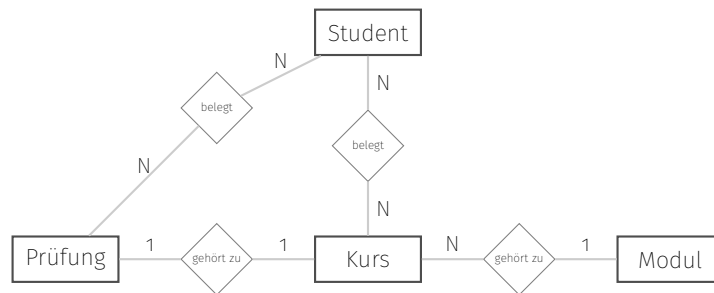 Student
N
N
belegt
belegt
N
N
Prüfung
1
gehört zu
1
Kurs
N
gehört zu
1
Modul